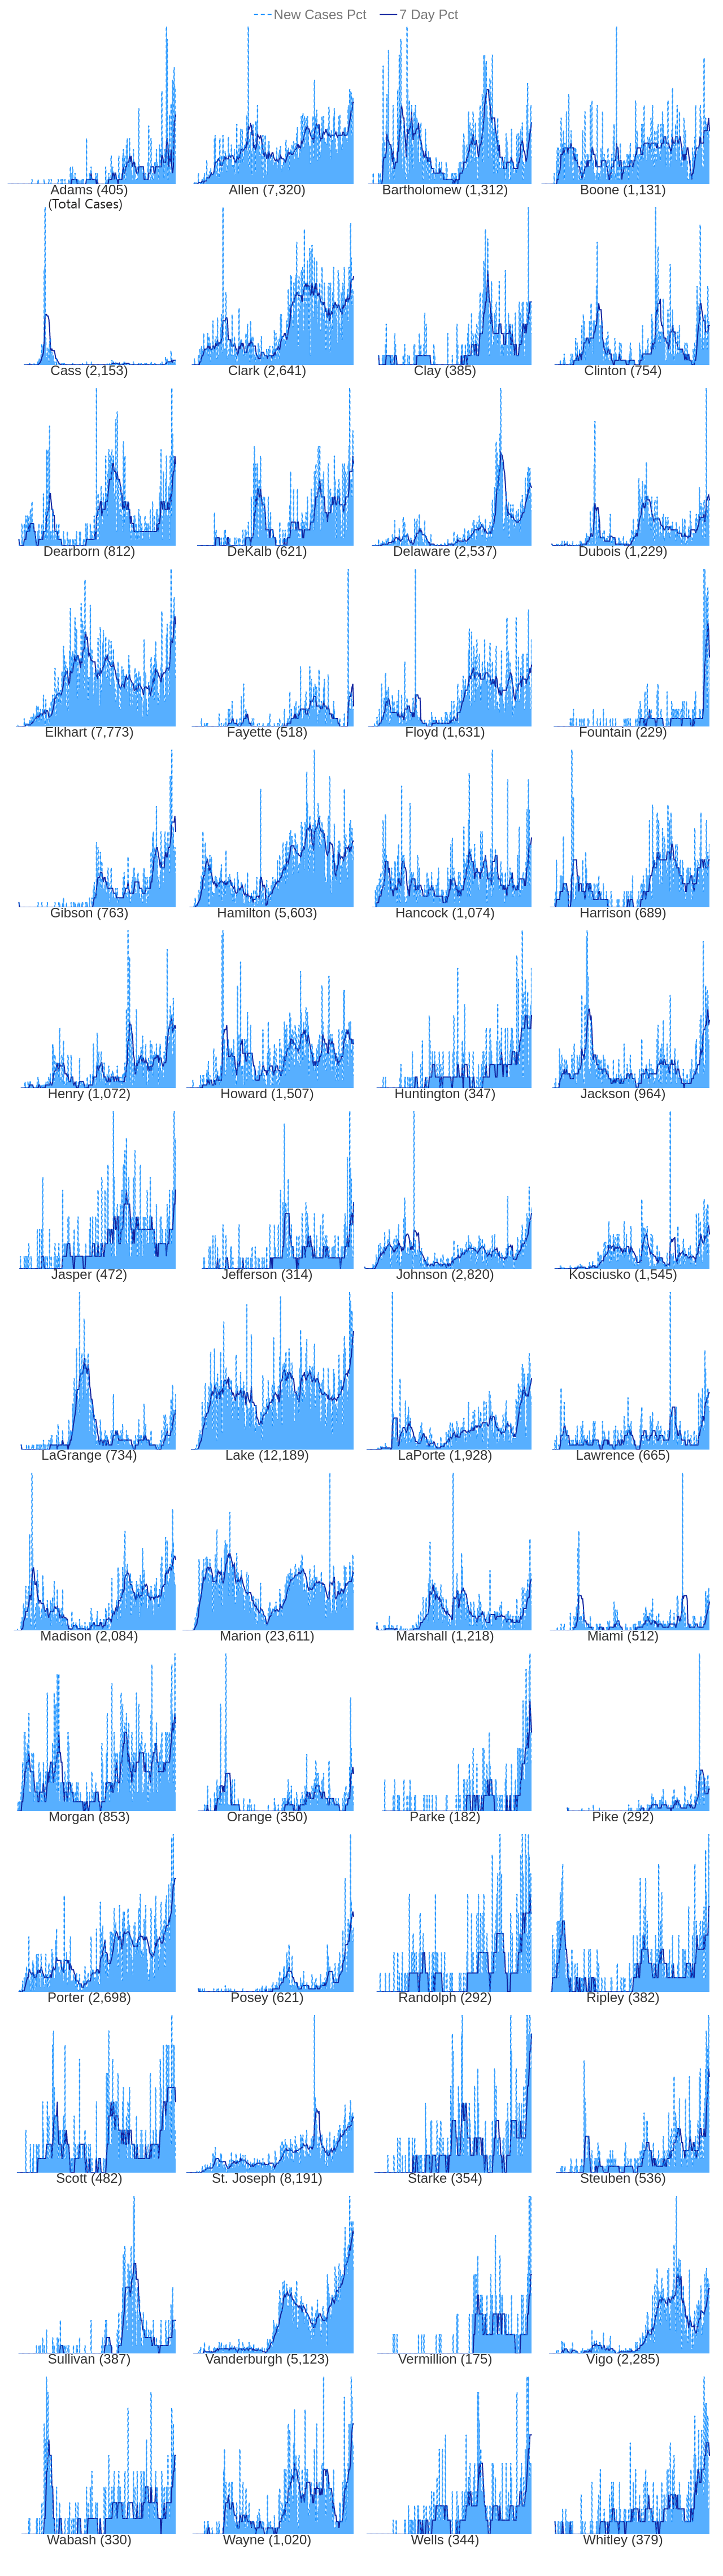 New Cases Pct 7 Day Pct
Adams (405) Allen (7,320) Bartholomew (1,312) Boone (1,131)
(Total Cases)
Cass (2,153) Clark (2,641) Clay (385) Clinton (754)
Dearborn (812) DeKalb (621) Delaware (2,537) Dubois (1,229)
Elkhart (7,773) Fayette (518) Floyd (1,631) Fountain (229)
Gibson (763) Hamilton (5,603) Hancock (1,074) Harrison (689)
Henry (1,072) Howard (1,507) Huntington (347) Jackson (964)
Jasper (472) Jefferson (314) Johnson (2,820) Kosciusko (1,545)
LaGrange (734) Lake (12,189) LaPorte (1,928) Lawrence (665)
Madison (2,084) Marion (23,611) Marshall (1,218) Miami (512)
Morgan (853) Orange (350) Parke (182) Pike (292)
Porter (2,698) Posey (621) Randolph (292) Ripley (382)
Scott (482) St. Joseph (8,191) Starke (354) Steuben (536)
Sullivan (387) Vanderburgh (5,123) Vermillion (175) Vigo (2,285)
Wabash (330) Wayne (1,020) Wells (344) Whitley (379)